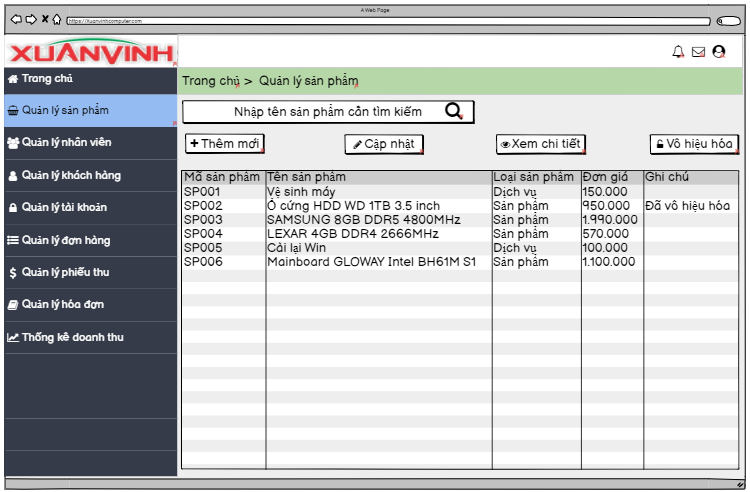 A Web Page
https://xuanvinhcomputer.com
XUÂNVINH
Trang chủ
Quản lý sản phẩm
Quản lý nhân viên
Quản lý khách hàng
Quản lý tài khoản
Quản lý đơn hàng
Quản lý phiếu thu
Quản lý hóa đơn
Thống kê doanh thu
Trang chủ > Quản lý sản phẩm
Nhập tên sản phẩm cần tìm kiếm
Thêm mới Cập nhật Xem chi tiết Vô hiệu hóa
Mã sản phẩm Tên sản phẩm Loại sản phẩm Đơn giá Ghi chú
SP001 Vệ sinh máy Dịch vụ 150.000
SP002 Ổ cứng HDD WD 1TB 3.5 inch Sản phẩm 950.000 Đã vô hiệu hóa
SP003 SAMSUNG 8GB DDR5 4800MHz Sản phẩm 1.990.000
SP004 LEXAR 4GB DDR4 2666MHz Sản phẩm 570.000
SP005 Cài lại Win Dịch vụ 100.000
SP006 Mainboard GLOWAY Intel BH61M S1 Sản phẩm 1.100.000